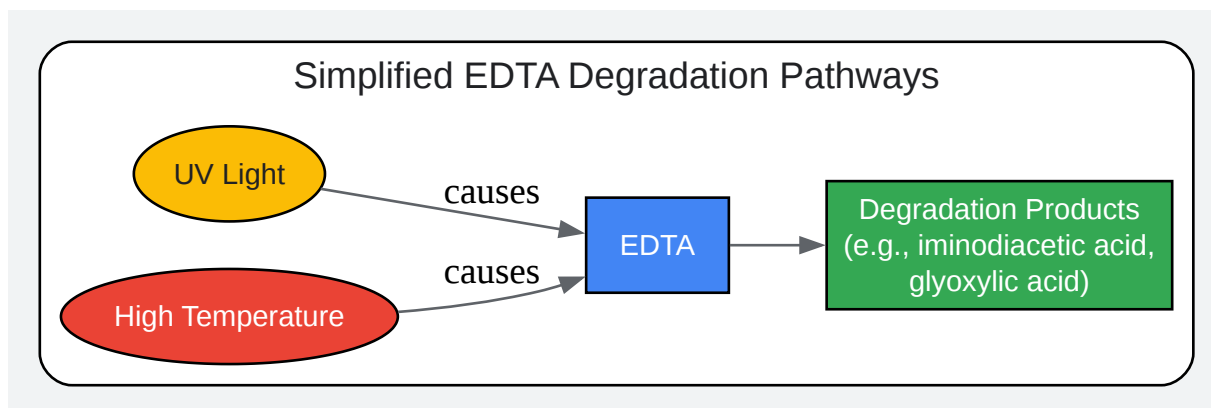 Simplified EDTA Degradation Pathways
UV Light
causes
High Temperature
causes
EDTA
Degradation Products
(e.g., iminodiacetic acid,
glyoxylic acid)